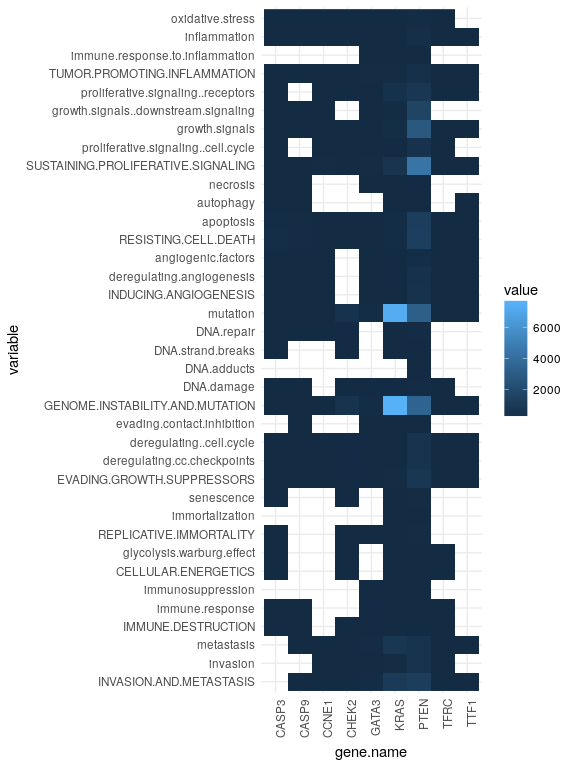 oxidative.stress
inflammation
immune.response.to.inflammation
TUMOR.PROMOTING.INFLAMMATION
proliferative.signaling..receptors
growth.signals..downstream.signaling
growth.signals
proliferative.signaling..cell.cycle
SUSTAINING.PROLIFERATIVE.SIGNALING
necrosis
autophagy
apoptosis
RESISTING.CELL.DEATH
angiogenic.factors
deregulating.angiogenesis
INDUCING.ANGIOGENESIS
mutation
DNA.repair
DNA.strand.breaks
DNA.adducts
DNA.damage
GENOME.INSTABILITY.AND.MUTATION
evading.contact.inhibition
deregulating..cell.cycle
deregulating.cc.checkpoints
EVADING.GROWTH.SUPPRESSORS
senescence
immortalization
REPLICATIVE.IMMORTALITY
glycolysis.warburg.effect
CELLULAR.ENERGETICS
immunosuppression
immune.response
IMMUNE.DESTRUCTION
metastasis
invasion
INVASION.AND.METASTASIS
variable
CASP3
CASP9
CCNE1
CHEK2
GATA3
KRAS
PTEN
TFRC
TTF1
gene.name
value
6000
4000
2000